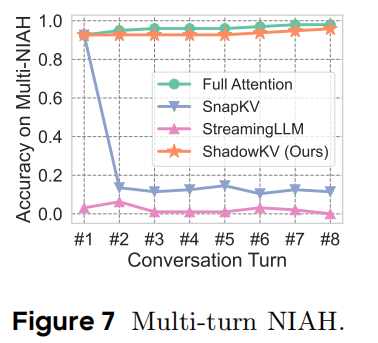 Accuracy on Multi-NIAH
1.0
0.8
0.6
0.4
0.2
0.0
Full Attention
SnapKV
StreamingLLM
ShadowKV (Ours)
#1 #2 #3 #4 #5 #6 #7 #8
Conversation Turn
Figure 7 Multi-turn NIAH.